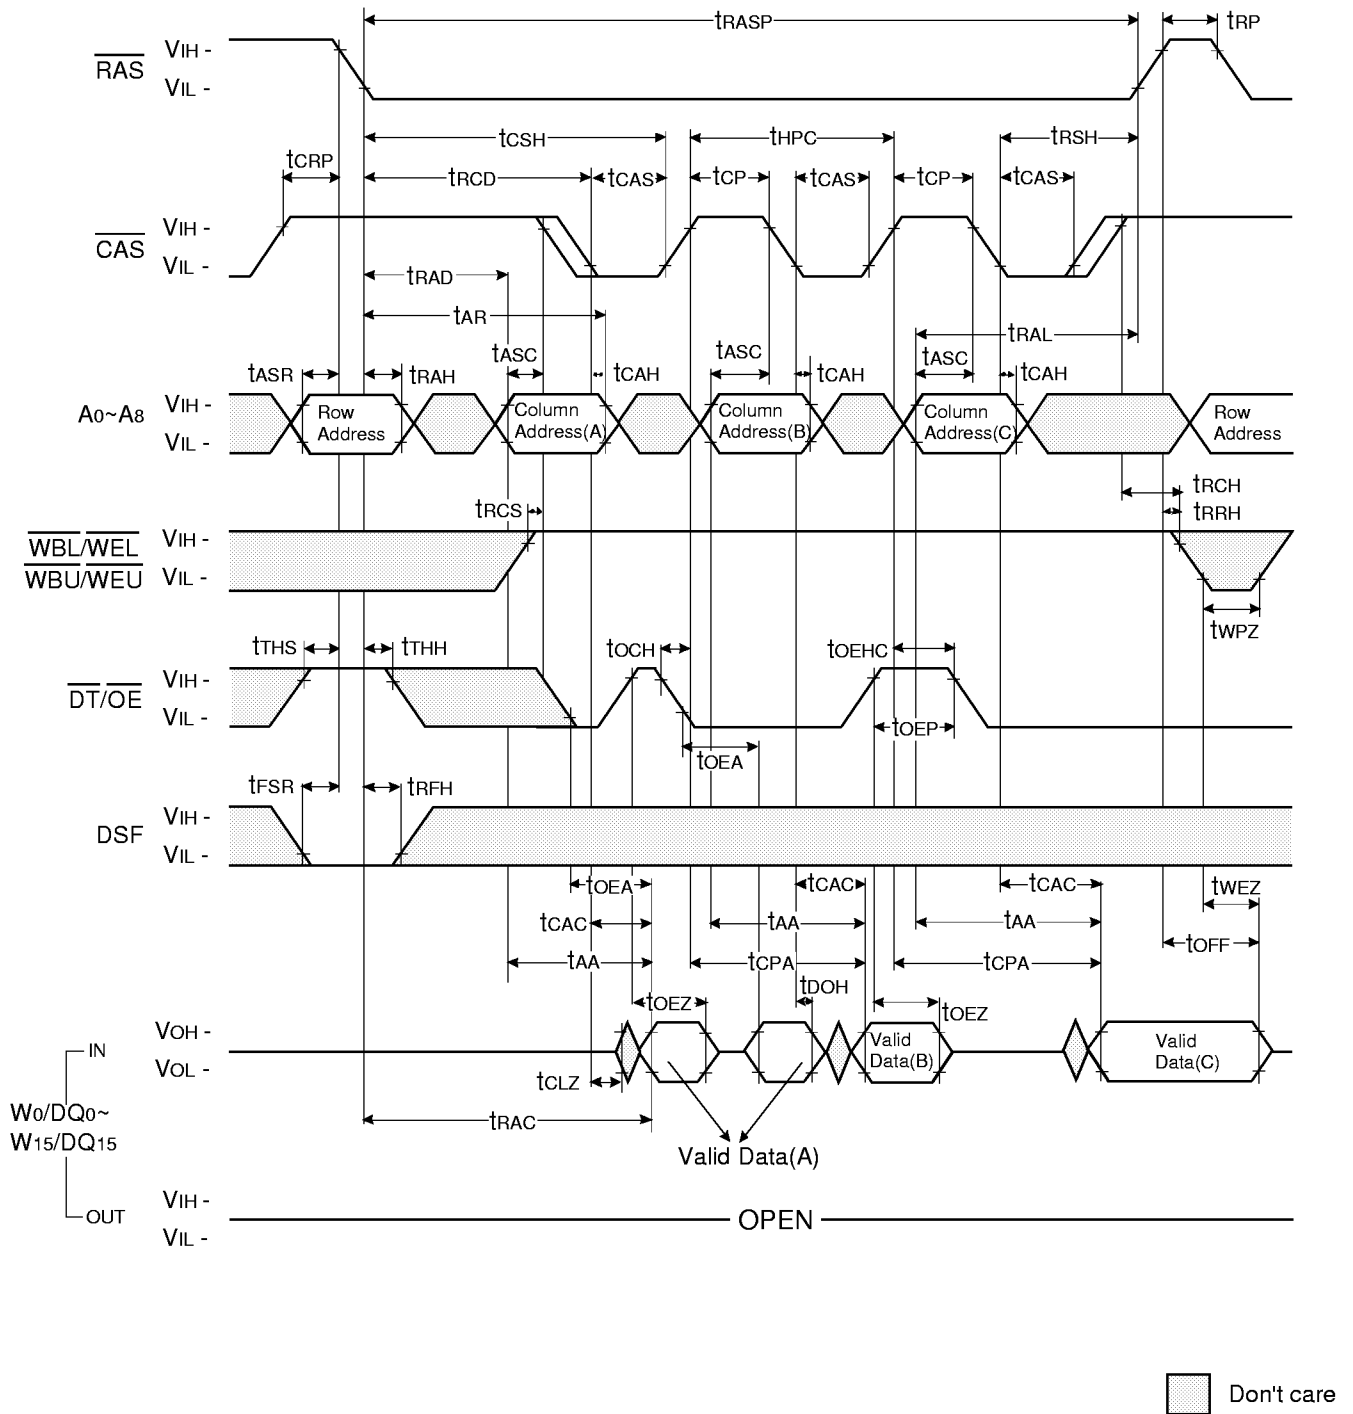 tRASP tRP
RAS VIH -
VIL -
tCSH tHPC tRSH
tCRP tRCD tCAS tCP tCAS tCP tCAS
CAS VIH -
VIL -
tRAD
tAR
tRAL
tASR tRAH tASC tCAH tASC tCAH tASC tCAH
A0~A8 VIH -
VIL -
Row Address
Column Address(A)
Column Address(B)
Column Address(C)
Row Address
tRCH
tRCS tRRH
WBL/WEL VIH -
WBU/WEU VIL -
tWPZ
tTHS tTHH tOCH tOEHC
DT/OE VIH -
VIL -
tOEP
tOEA
tFSR tRFH
DSF VIH -
VIL -
tOEA tCAC tCAC tWEZ
tCAC tAA tAA
tOFF
tAA tCPA tCPA
tOEZ tDOH tOEZ
VOH -
IN
VOL -
Valid Data(B)
Valid Data(C)
tCLZ
W0/DQ0~
W15/DQ15
tRAC
Valid Data(A)
VIH -
OUT
OPEN
VIL -
Don't care